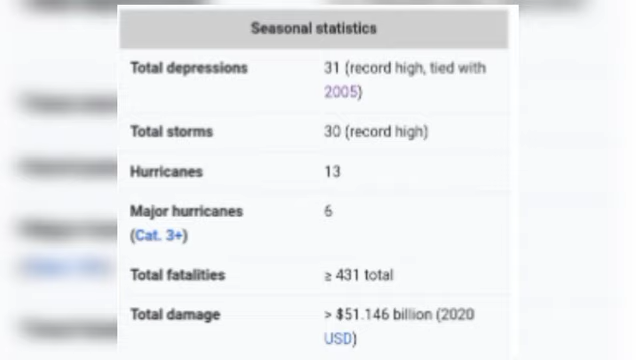 Seasonal statistics
Total depressions 31 (record high, tied with
2005)
Total storms 30 (record high)
Hurricanes 13
Major hurricanes 6
(Cat. 3+)
Total fatalities ≥ 431 total
Total damage > $51.146 billion (2020
USD)